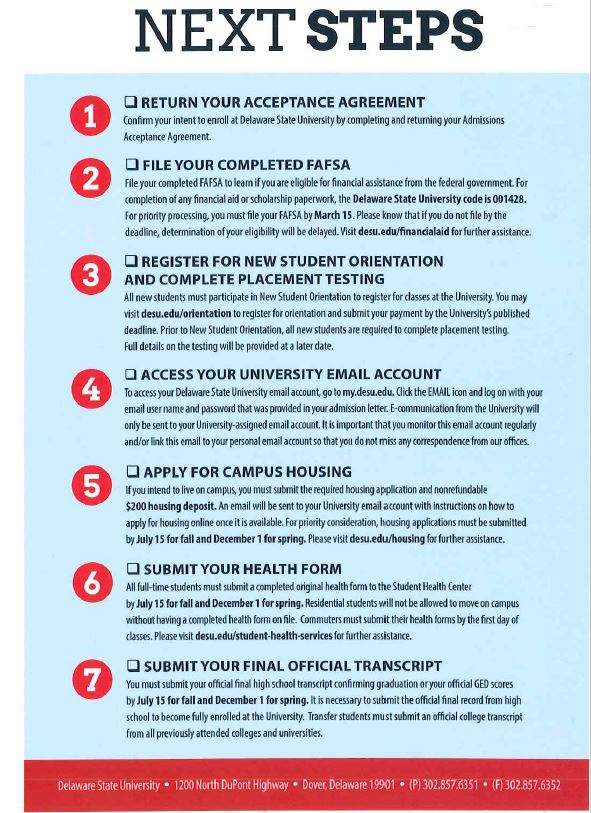 NEXT STEPS
1
❑ RETURN YOUR ACCEPTANCE AGREEMENT
Confirm your intent to enroll at Delaware State University by completing and returning your Admissions
Acceptance Agreement.
2
❑ FILE YOUR COMPLETED FAFSA
File your completed FAFSA to learn if you are eligible for financial assistance from the federal government. For
completion of any financial aid or scholarship paperwork, the Delaware State University code is 001428.
For priority processing, you must file your FAFSA by March 15. Please know that if you do not file by the
deadline, determination of your eligibility will be delayed. Visit desu.edu/financialaid for further assistance.
3
❑ REGISTER FOR NEW STUDENT ORIENTATION
AND COMPLETE PLACEMENT TESTING
All new students must participate in New Student Orientation to register for classes at the University. You may
visit desu.edu/orientation to register for orientation and submit your payment by the University's published
deadline. Prior to New Student Orientation, all new students are required to complete placement testing.
Full details on the testing will be provided at a later date.
4
❑ ACCESS YOUR UNIVERSITY EMAIL ACCOUNT
To access your Delaware State University email account, go to my.desu.edu. Click the EMAIL icon and log on with your
email user name and password that was provided in your admission letter. E-communication from the University will
only be sent to your University-assigned email account. It is important that you monitor this email account regularly
and/or link this email to your personal email account so that you do not miss any correspondence from our offices.
5
❑ APPLY FOR CAMPUS HOUSING
If you intend to live on campus, you must submit the required housing application and nonrefundable
$200 housing deposit. An email will be sent to your University email account with instructions on how to
apply for housing online once it is available. For priority consideration, housing applications must be submitted
by July 15 for fall and December 1 for spring. Please visit desu.edu/housing for further assistance.
6
❑ SUBMIT YOUR HEALTH FORM
All full-time students must submit a completed original health form to the Student Health Center
by July 15 for fall and December 1 for spring. Residential students will not be allowed to move on campus
without having a completed health form on file. Commuters must submit their health forms by the first day of
classes. Please visit desu.edu/student-health-services for further assistance.
7
❑ SUBMIT YOUR FINAL OFFICIAL TRANSCRIPT
You must submit your official final high school transcript confirming graduation or your official GED scores
by July 15 for fall and December 1 for spring. It is necessary to submit the official final record from high
school to become fully enrolled at the University. Transfer students must submit an official college transcript
from all previously attended colleges and universities.
Delaware State University • 1200 North DuPont Highway • Dover, Delaware 19901 • (P) 302.857.6351 • (F) 302.857.6352